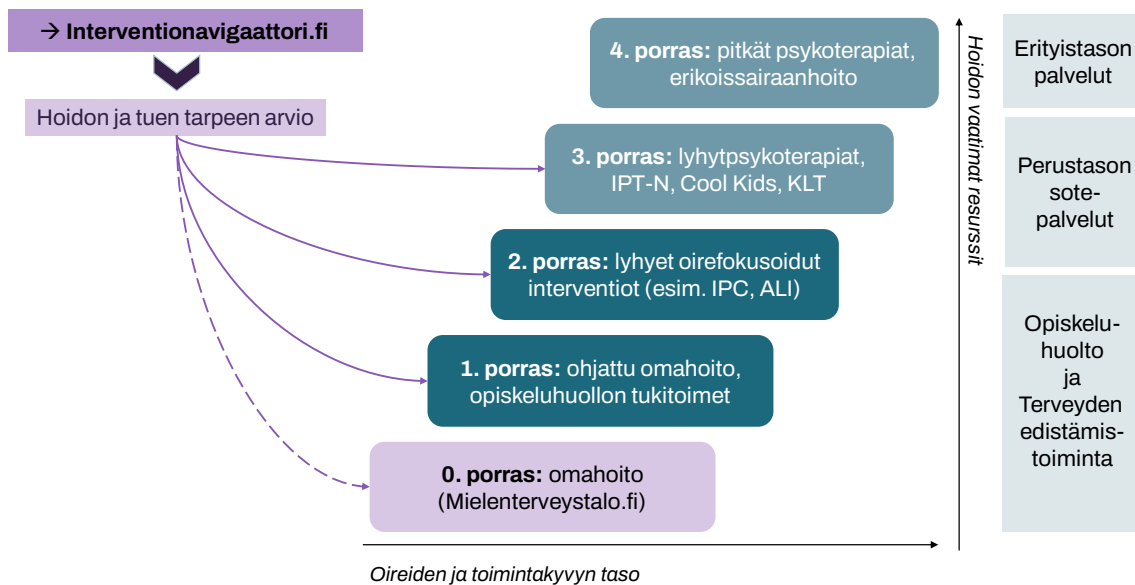 → Interventionavigaattori.fi
Hoidon ja tuen tarpeen arvio
4. porras: pitkät psykoterapiat,
erikoissairaanhoito
3. porras: lyhytpsykoterapiat,
IPT-N, Cool Kids, KLT
2. porras: lyhyet oirefokusoidut
interventiot (esim. IPC, ALI)
1. porras: ohjattu omahoito,
opiskeluhuollon tukitoimet
0. porras: omahoito
(Mielenterveystalo.fi)
Oireiden ja toimintakyvyn taso
Hoidon vaatimat resurssit
Erityistason
palvelut
Perustason
sote-
palvelut
Opiskelu-
huolto
ja
Terveyden
edistämis-
toiminta